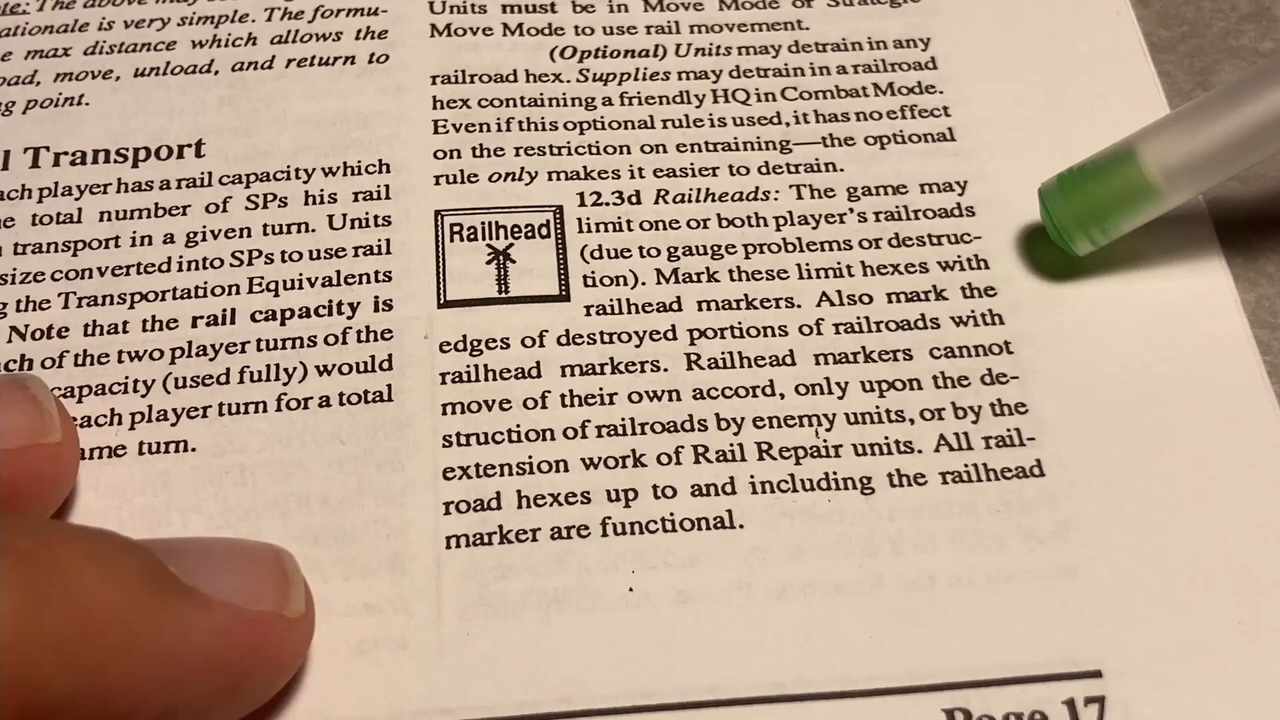 The above may
ationale is very simple. The formu-
e max distance which allows the
oad, move, unload, and return to
g point.
l Transport
ach player has a rail capacity which
e total number of SPs his rail
transport in a given turn. Units
size converted into SPs to use rail
g the Transportation Equivalents
Note that the rail capacity is
ch of the two player turns of the
capacity (used fully) would
each player turn for a total
ame turn.
Units must be in Move Mode or Strategic
Move Mode to use rail movement.
(Optional) Units may detrain in any
railroad hex. Supplies may detrain in a railroad
hex containing a friendly HQ in Combat Mode.
Even if this optional rule is used, it has no effect
on the restriction on entraining—the optional
rule only makes it easier to detrain.
Railhead
12.3d Railheads: The game may
limit one or both player's railroads
(due to gauge problems or destruc-
tion). Mark these limit hexes with
railhead markers. Also mark the
edges of destroyed portions of railroads with
railhead markers. Railhead markers cannot
move of their own accord, only upon the de-
struction of railroads by enemy units, or by the
extension work of Rail Repair units. All rail-
road hexes up to and including the railhead
marker are functional.
Page 17